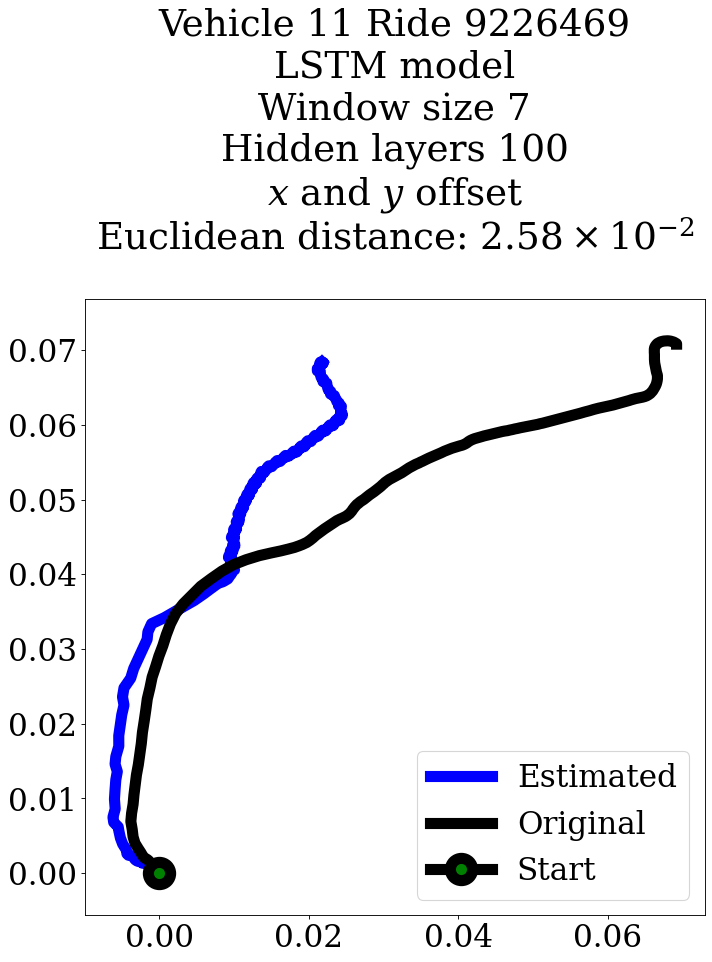 Vehicle 11 Ride 9226469
LSTM model
Window size 7
Hidden layers 100
x and y offset
Euclidean distance: 2.58 × 10⁻²
0.07
0.06
0.05
0.04
0.03
0.02
0.01
0.00
Estimated
Original
Start
0.00 0.02 0.04 0.06